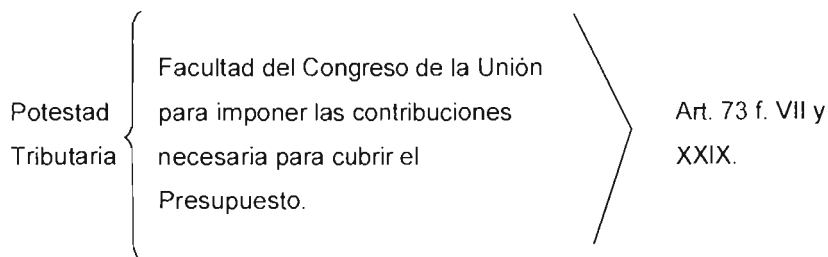 Potestad
Tributaria
Facultad del Congreso de la Unión
para imponer las contribuciones
necesaria para cubrir el
Presupuesto.
Art. 73 f. VII y
XXIX.